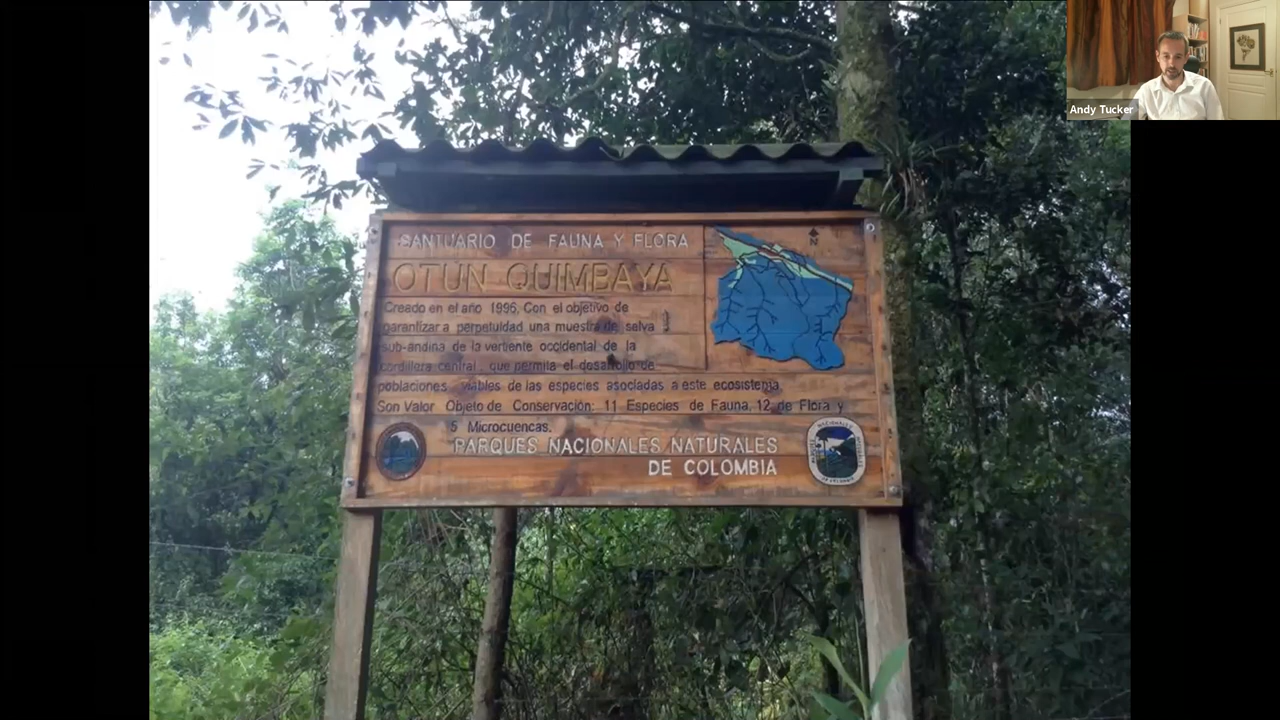 SANTUARIO DE FAUNA Y FLORA
OTÚN QUIMBAYA
Creado en el año 1996. Con el objetivo de
garantizar a perpetuidad una muestra de selva
sub-andina de la vertiente occidental de la
cordillera central, que permita el desarrollo de
poblaciones viables de las especies asociadas a este ecosistema.
Son Valor Objeto de Conservación: 11 Especies de Fauna, 12 de Flora y
5 Microcuencas.
PARQUES NACIONALES NATURALES
DE COLOMBIA
N
Andy Tucker